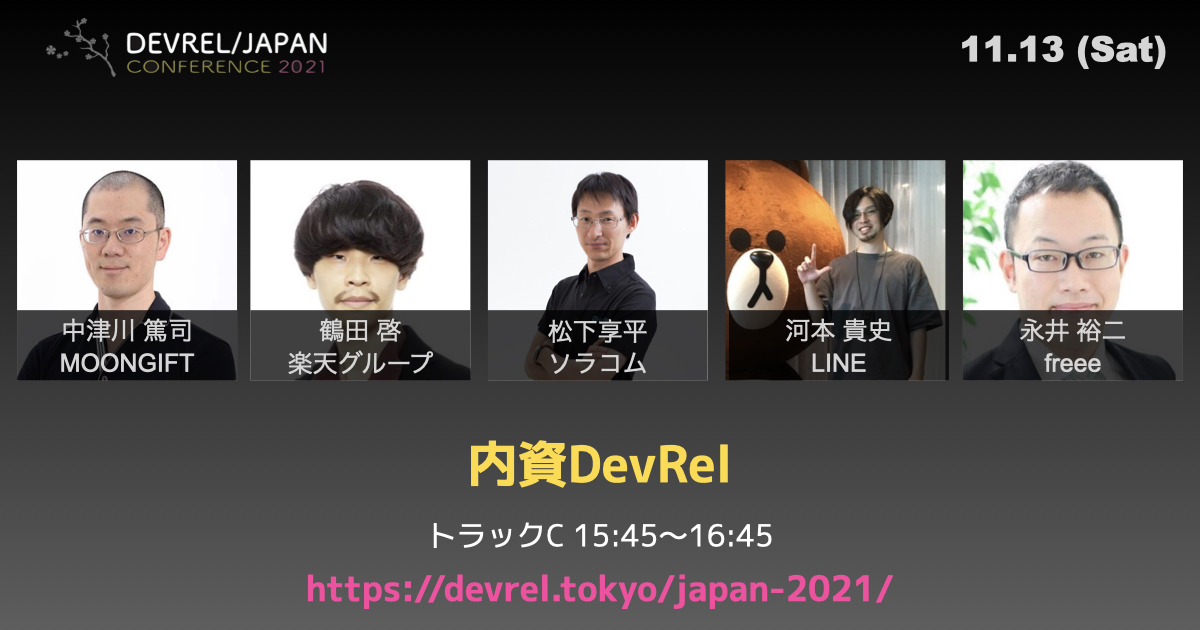 DEVREL/JAPAN
CONFERENCE 2021
11.13 (Sat)
中津川 篤司
MOONGIFT
鶴田 啓
楽天グループ
松下享平
ソラコム
河本 貴史
LINE
永井 裕二
freee
内資DevRel
トラックC 15:45〜16:45
https://devrel.tokyo/japan-2021/